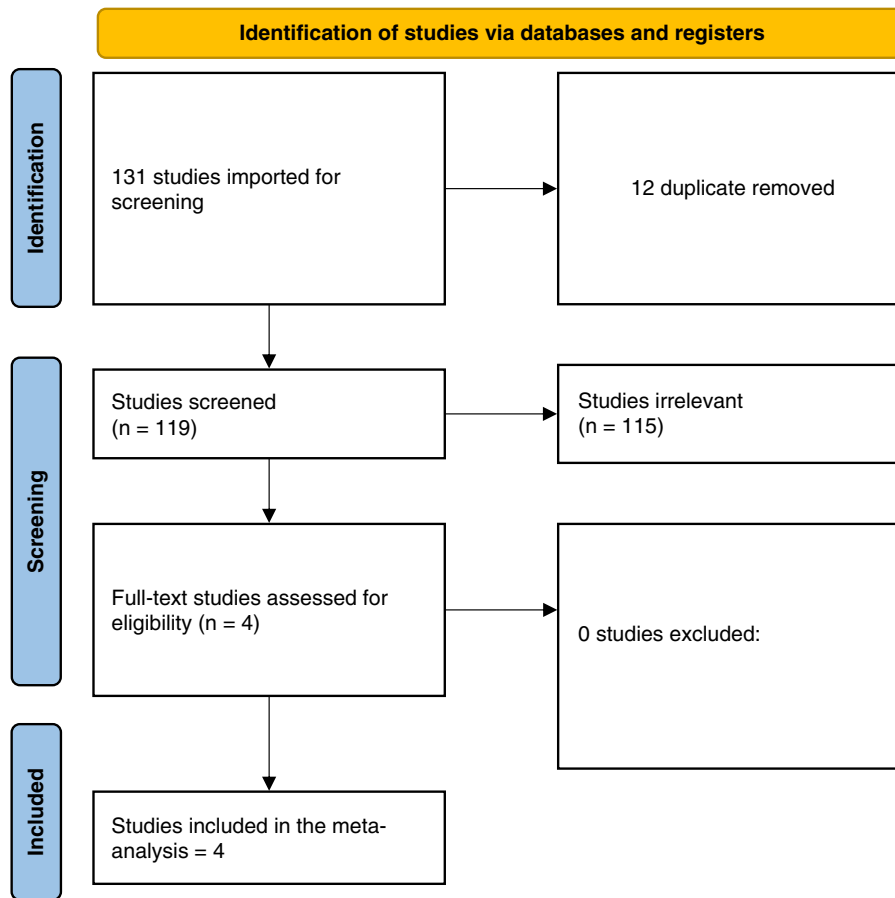 Identification of studies via databases and registers
Identification
131 studies imported for
screening
12 duplicate removed
Screening
Studies screened
(n = 119)
Studies irrelevant
(n = 115)
Full-text studies assessed for
eligibility (n = 4)
0 studies excluded:
Included
Studies included in the meta-
analysis = 4